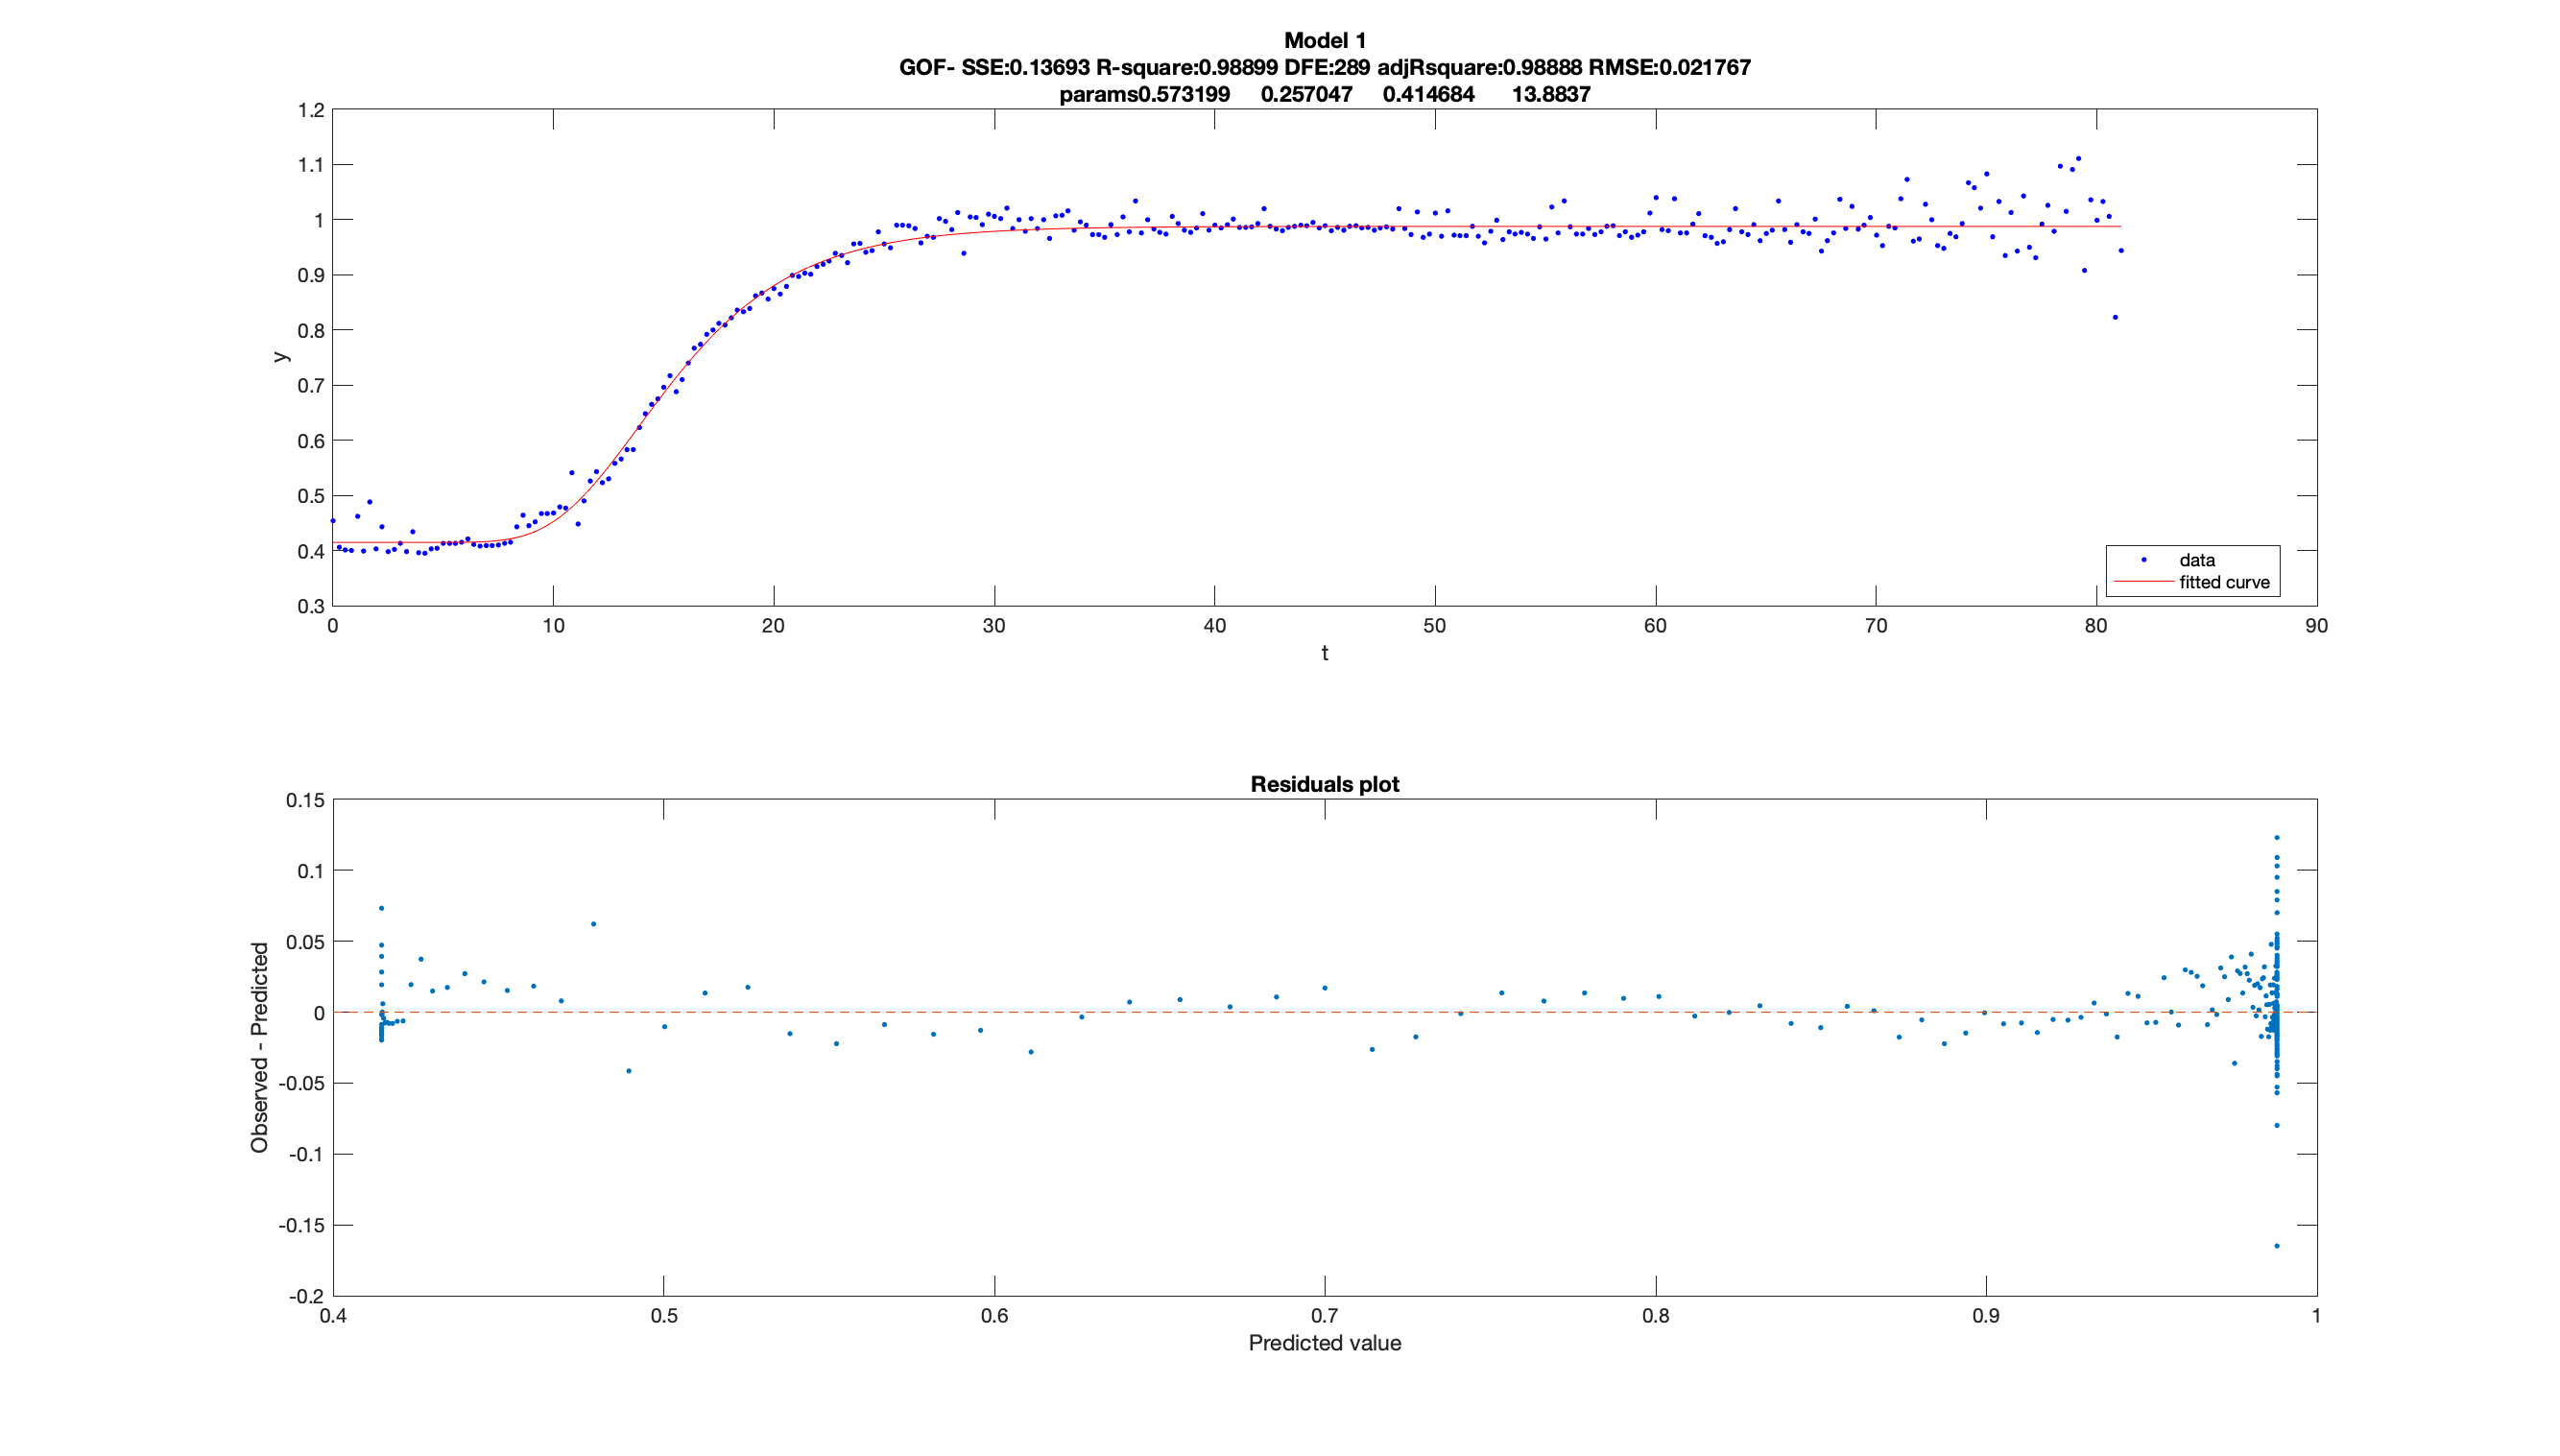 Model 1
GOF- SSE:0.13693 R-square:0.98899 DFE:289 adjRsquare:0.98888 RMSE:0.021767
params0.573199 0.257047 0.414684 13.8837
1.2
1.1
1
0.9
0.8
0.7
0.6
0.5
0.4
0.3
y
0 10 20 30 40 50 60 70 80 90
t
data
fitted curve
Residuals plot
0.15
0.1
0.05
0
-0.05
-0.1
-0.15
-0.2
Observed - Predicted
0.4 0.5 0.6 0.7 0.8 0.9 1
Predicted value